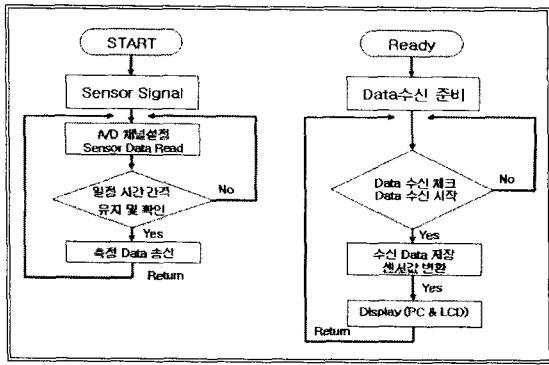 START
Sensor Signal
A/D 채널설정
Sensor Data Read
일정 시간 간격
유지 및 확인
No
Yes
측정 Data 송신
Return
Ready
Data수신 준비
Data 수신 체크
Data 수신 시작
No
Yes
수신 Data 저장
센서값 변환
Yes
Display (PC & LCD)
Return